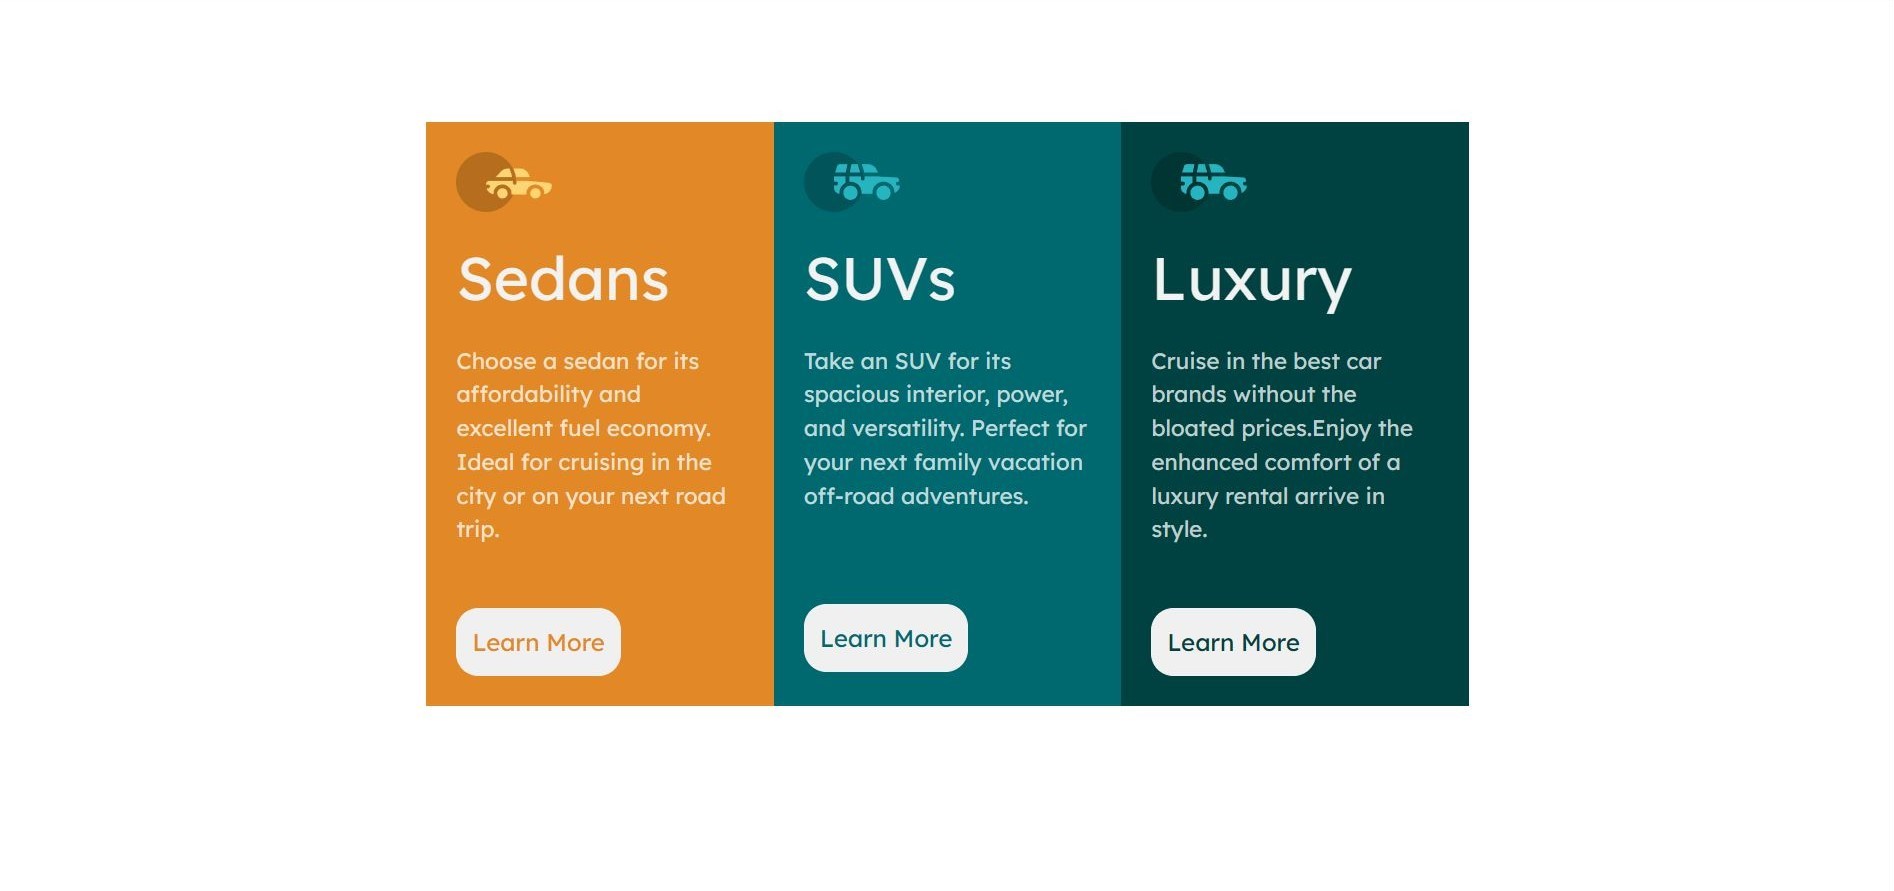 Sedans
Choose a sedan for its
affordability and
excellent fuel economy.
Ideal for cruising in the
city or on your next road
trip.
Learn More
SUVs
Take an SUV for its
spacious interior, power,
and versatility. Perfect for
your next family vacation
off-road adventures.
Learn More
Luxury
Cruise in the best car
brands without the
bloated prices.Enjoy the
enhanced comfort of a
luxury rental arrive in
style.
Learn More